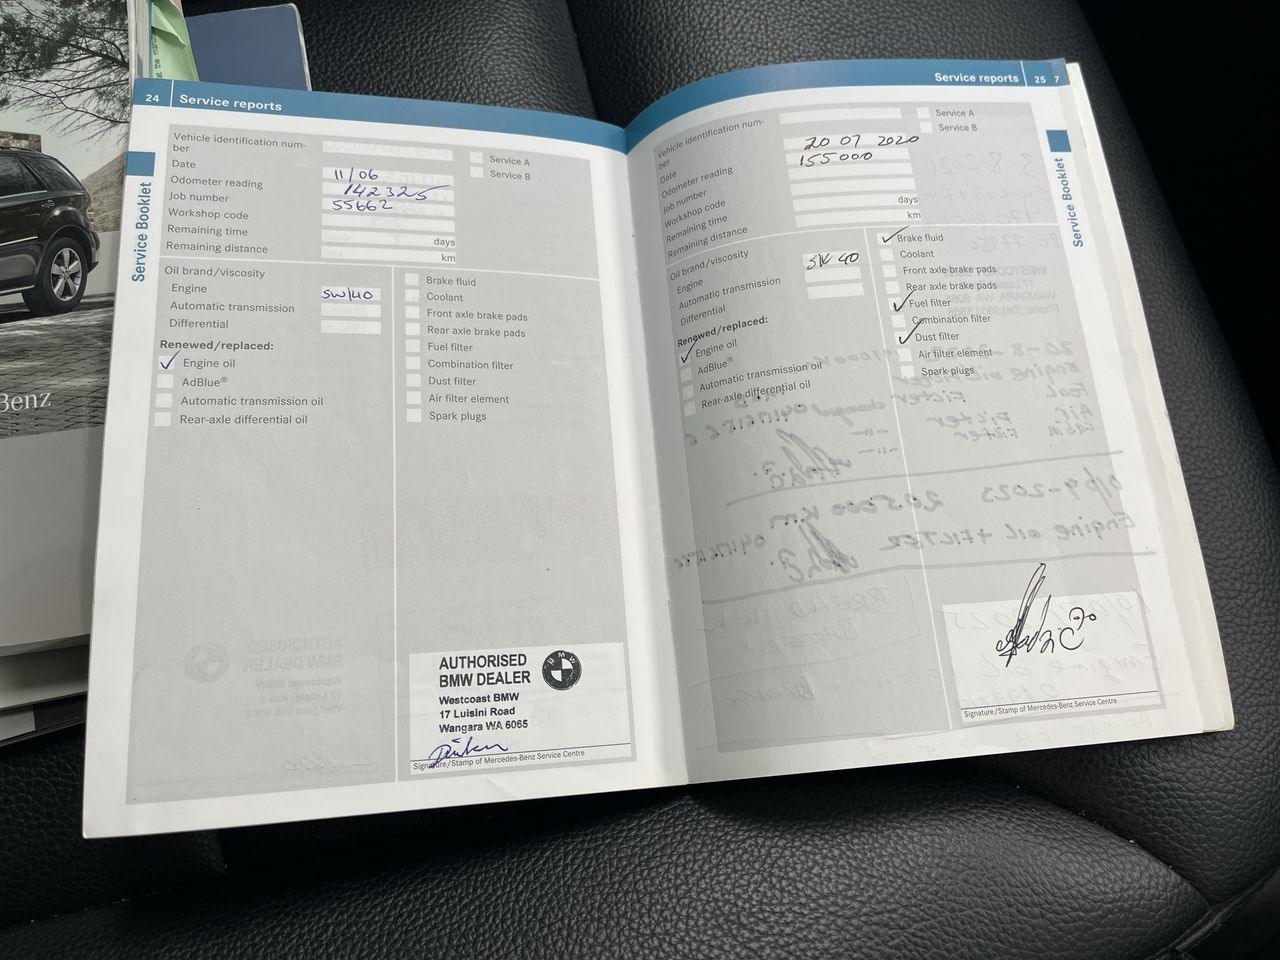 24 Service reports
Service Booklet
Vehicle identification num-
ber
Date 11/06
Odometer reading 142325
Job number 55662
Workshop code
Remaining time days
Remaining distance km
Service A
Service B
Oil brand/viscosity
Engine 5W/40
Automatic transmission
Differential
Renewed/replaced:
Engine oil
AdBlue®
Automatic transmission oil
Rear-axle differential oil
Brake fluid
Coolant
Front axle brake pads
Rear axle brake pads
Fuel filter
Combination filter
Dust filter
Air filter element
Spark plugs
AUTHORISED
BMW DEALER
BMW
Westcoast BMW
17 Luisini Road
Wangara WA 6065
Signature/Stamp of Mercedes-Benz Service Centre
Service reports 25 7
Service Booklet
Vehicle identification num-
ber
Date 20 07 2020
Odometer reading 155000
Job number
Workshop code
Remaining time days
Remaining distance km
Service A
Service B
Oil brand/viscosity
Engine 5W 40
Automatic transmission
Differential
Renewed/replaced:
Engine oil
AdBlue®
Automatic transmission oil
Rear-axle differential oil
Brake fluid
Coolant
Front axle brake pads
Rear axle brake pads
Fuel filter
Combination filter
Dust filter
Air filter element
Spark plugs
Signature/Stamp of Mercedes-Benz Service Centre
Benz